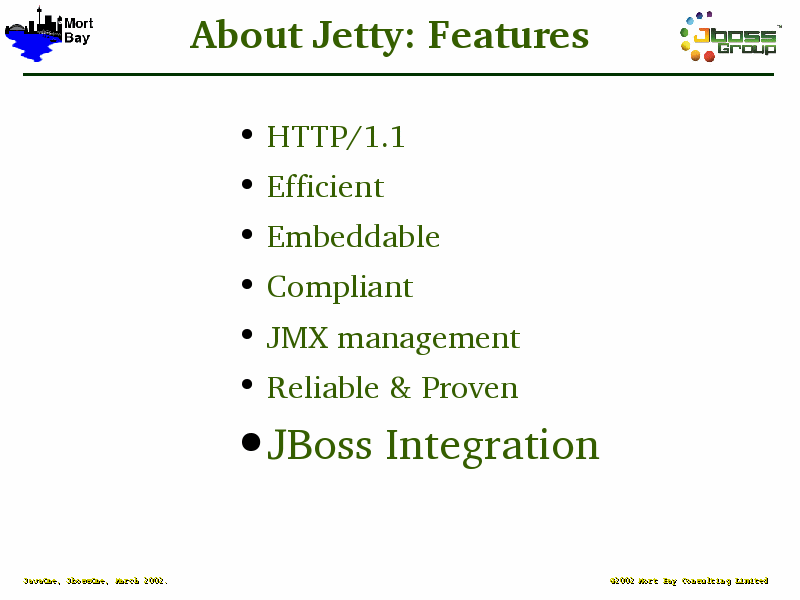 Mort
Bay
About Jetty: Features
Jboss
Group
TM
• HTTP/1.1
• Efficient
• Embeddable
• Compliant
• JMX management
• Reliable & Proven
• JBoss Integration
JavaOne, JbossOne, March 2002.
©2002 Mort Bay Consulting Limited